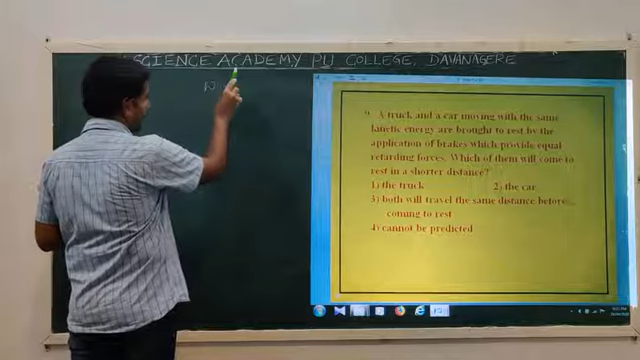 SCIENCE ACADEMY PU COLLEGE, DAVANAGERE
9. A truck and a car moving with the same
kinetic energy are brought to rest by the
application of brakes which provide equal
retarding forces. Which of them will come to
rest in a shorter distance?
1) the truck 2) the car
3) both will travel the same distance before
coming to rest
4) cannot be predicted